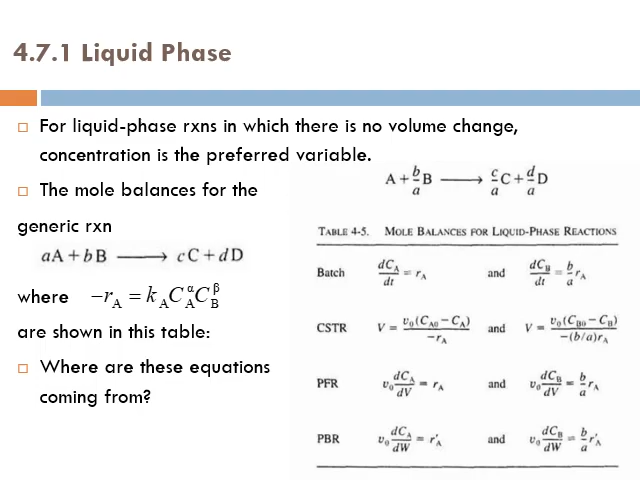 4.7.1 Liquid Phase
For liquid-phase rxns in which there is no volume change,
concentration is the preferred variable.
The mole balances for the
generic rxn
aA + bB ⟶ cC + dD
where −r_A = k_A C_A^α C_B^β
are shown in this table:
Where are these equations
coming from?
A + b/a B ⟶ c/a C + d/a D
TABLE 4-5. MOLE BALANCES FOR LIQUID-PHASE REACTIONS
Batch dC_A/dt = r_A and dC_B/dt = b/a r_A
CSTR V = v_0(C_A0 − C_A)/−r_A and V = v_0(C_B0 − C_B)/−(b/a)r_A
PFR v_0 dC_A/dV = r_A and v_0 dC_B/dV = b/a r_A
PBR v_0 dC_A/dW = r'_A and v_0 dC_B/dW = b/a r'_A